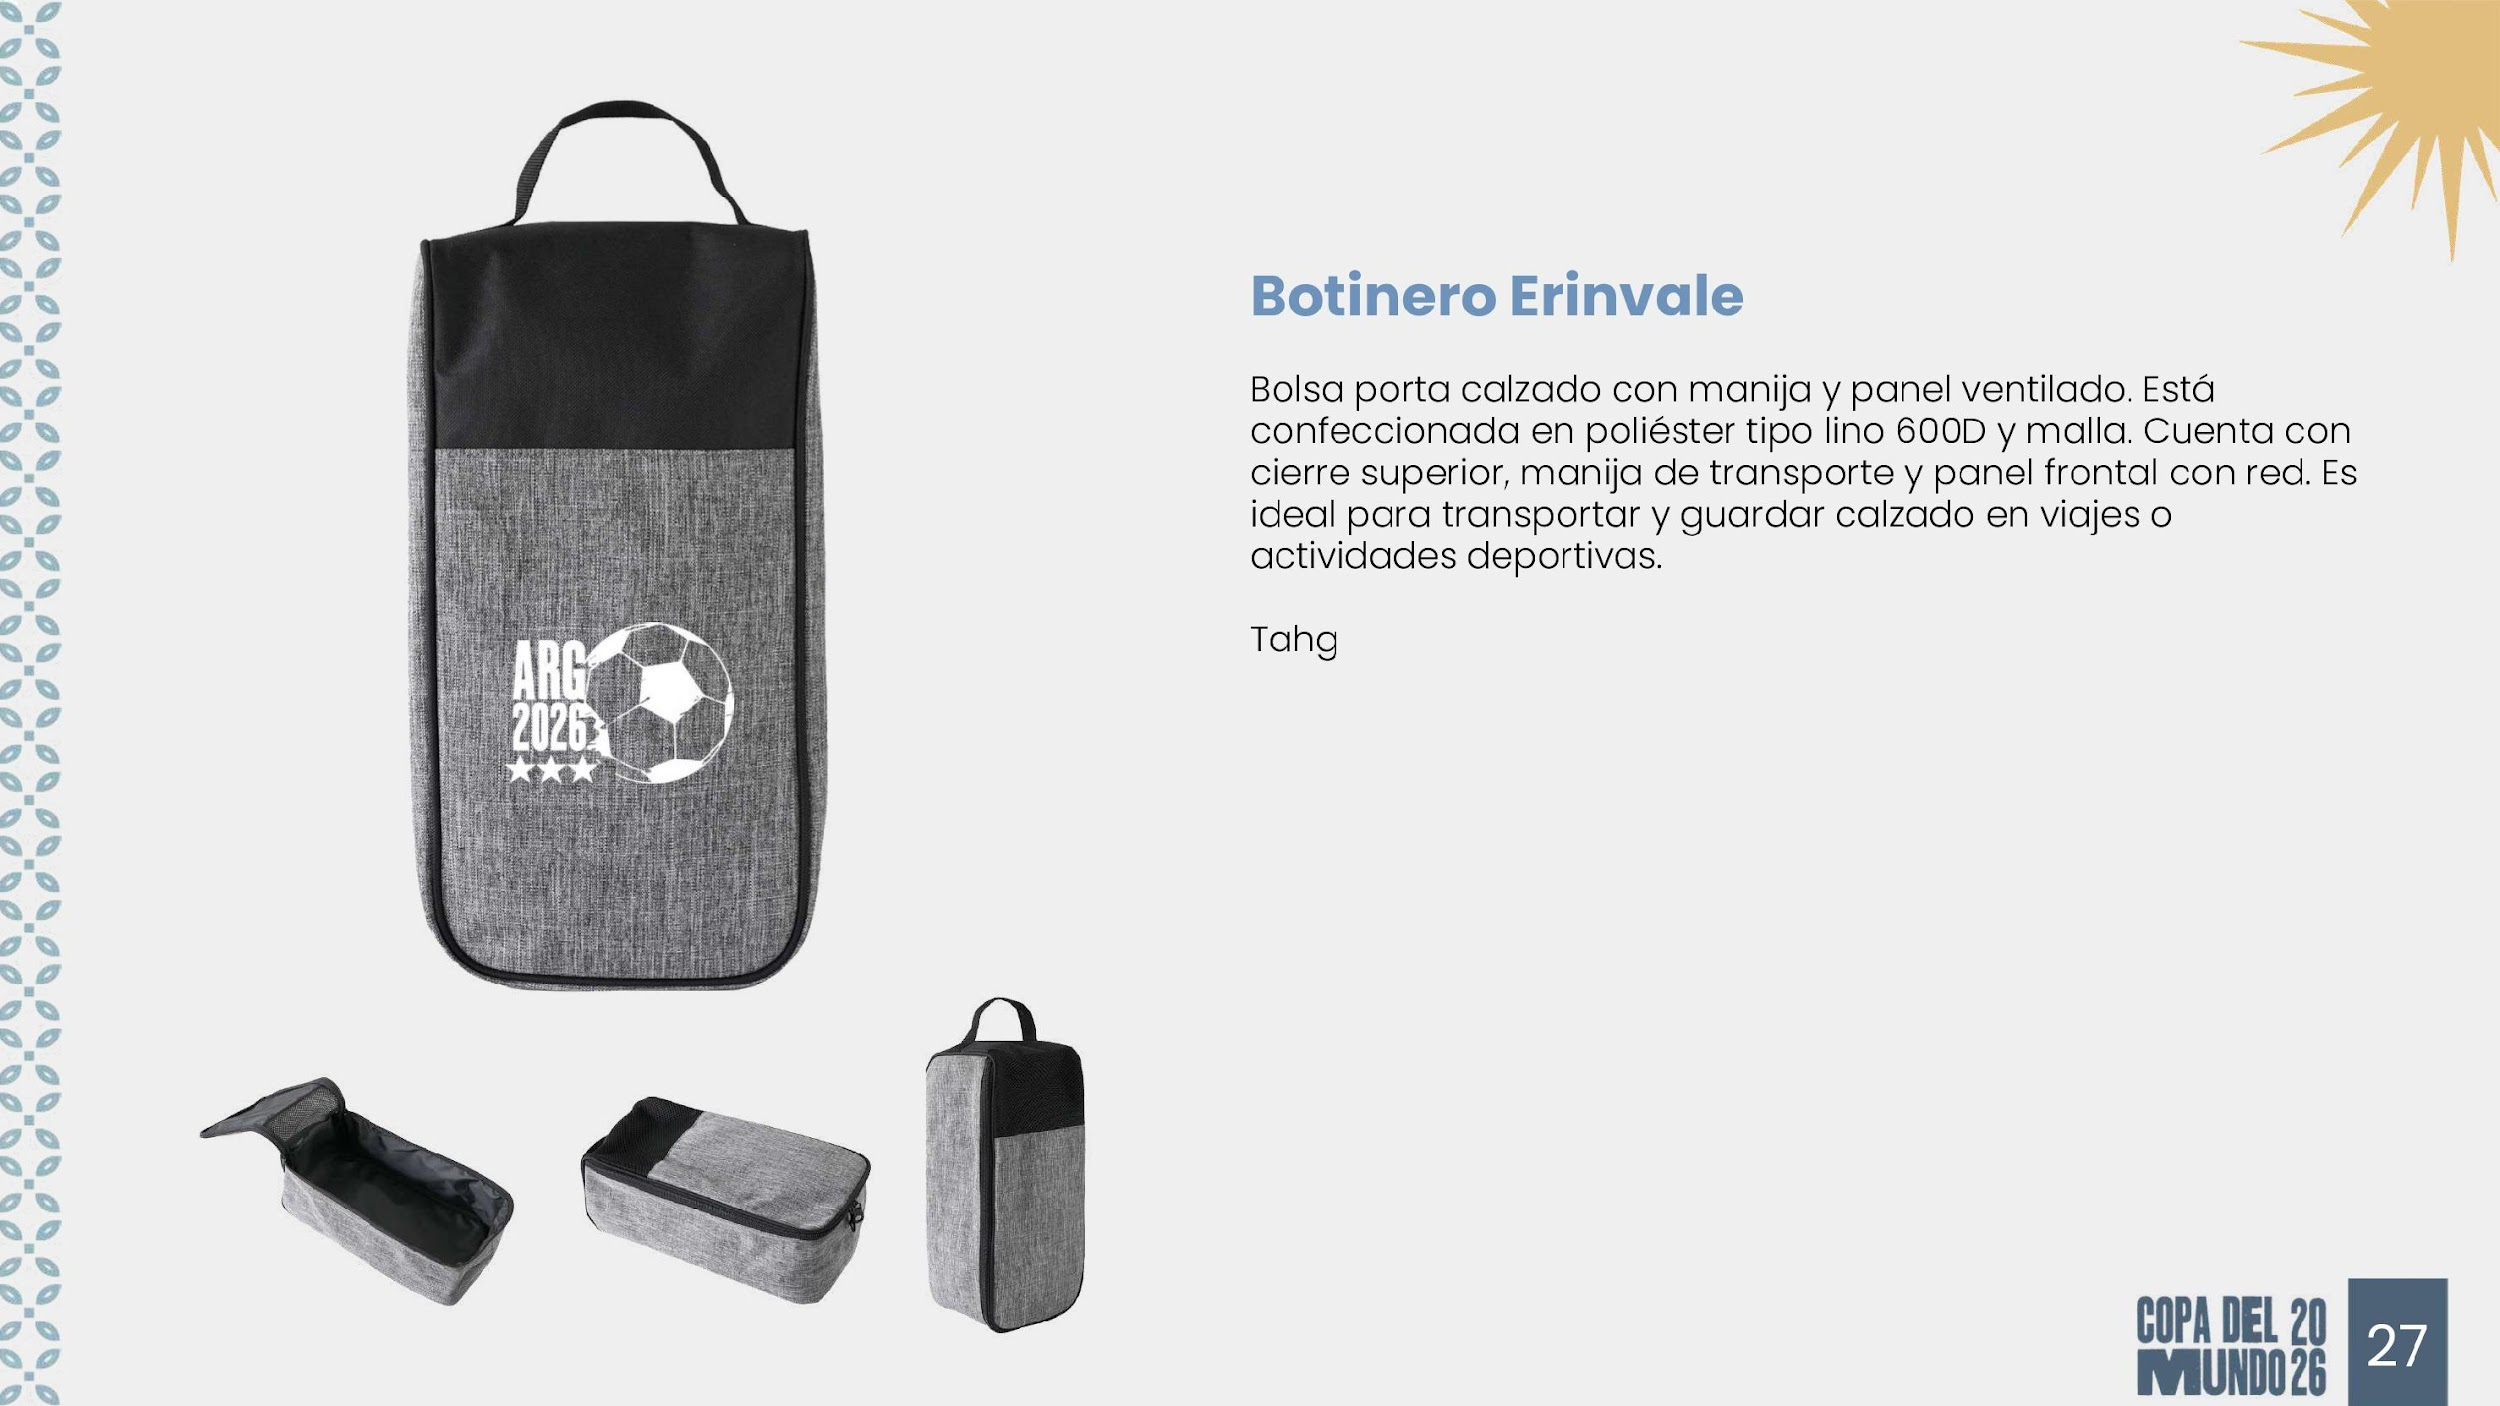 Botinero Erinvale
Bolsa porta calzado con manija y panel ventilado. Está
confeccionada en poliéster tipo lino 600D y malla. Cuenta con
cierre superior, manija de transporte y panel frontal con red. Es
ideal para transportar y guardar calzado en viajes o
actividades deportivas.
Tahg
ARG
2026
COPA DEL 20
MUNDO 26
27